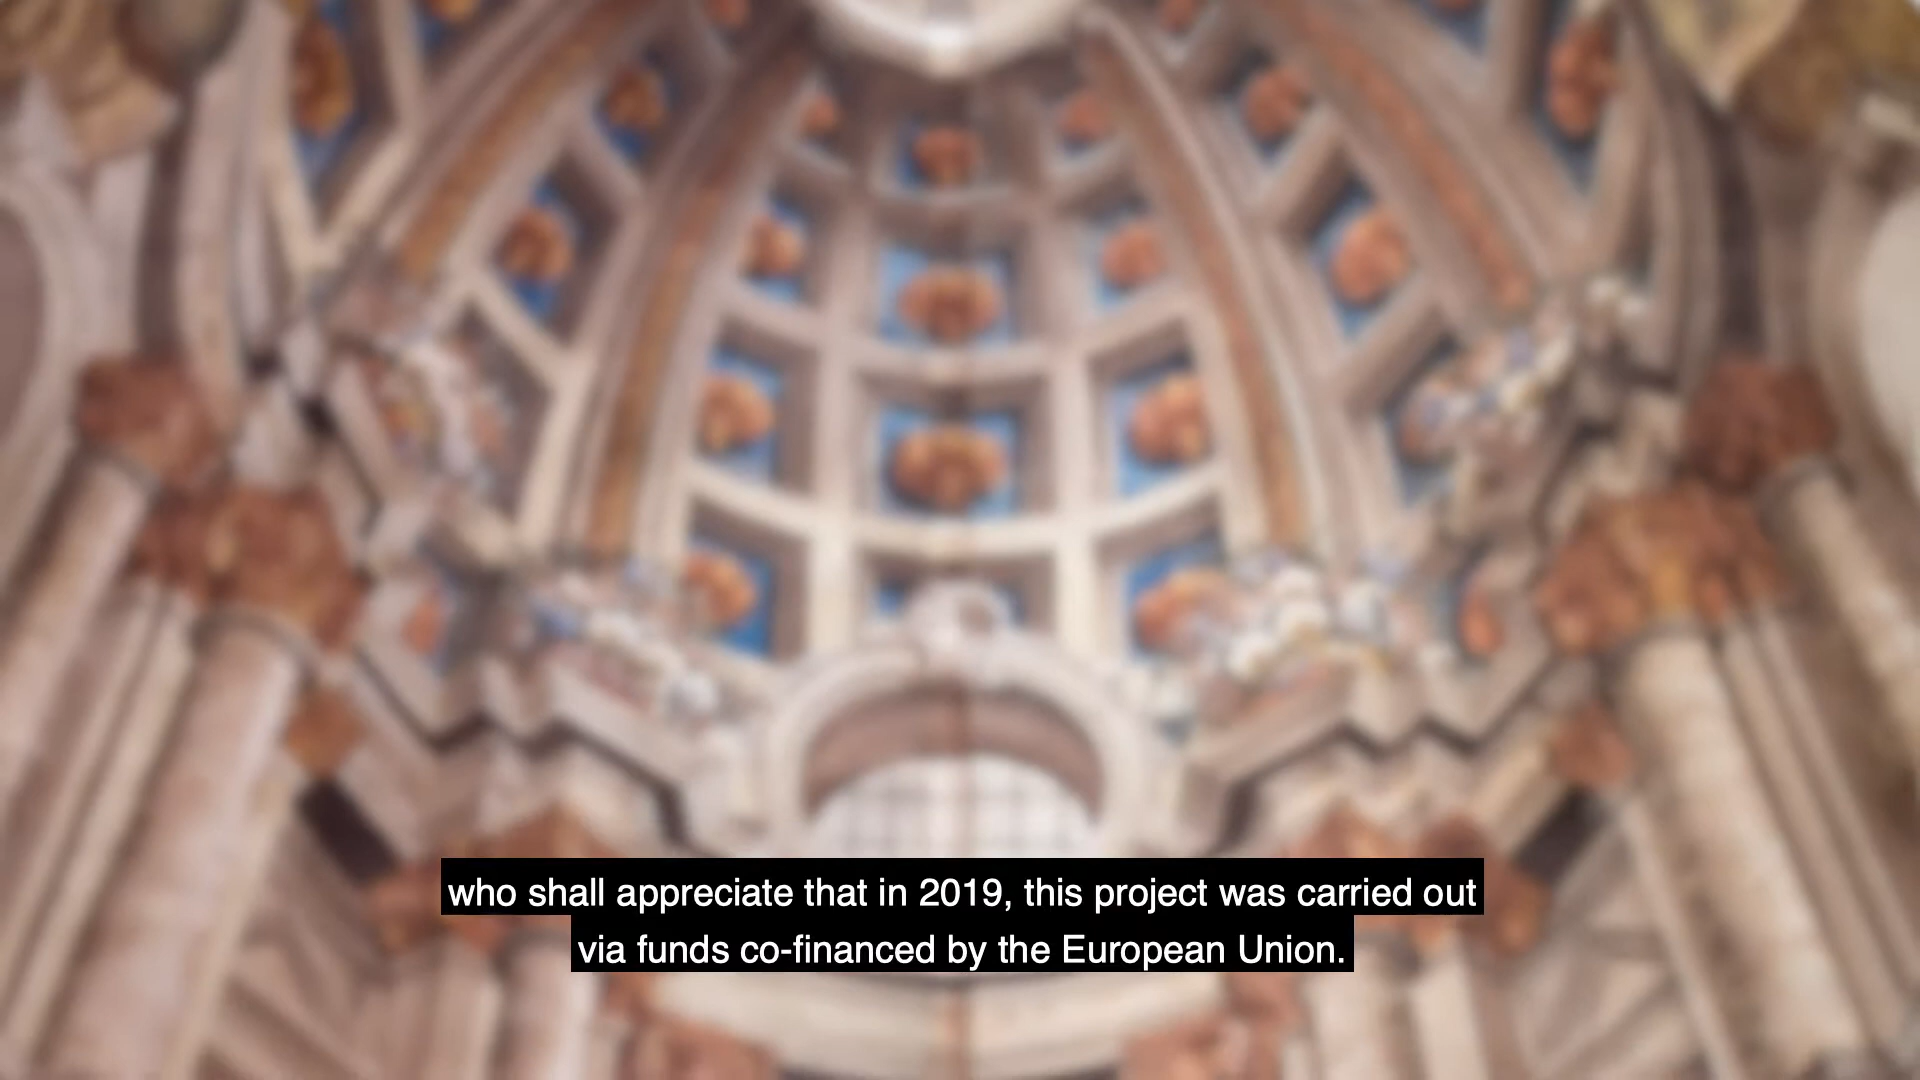 who shall appreciate that in 2019, this project was carried out
via funds co-financed by the European Union.